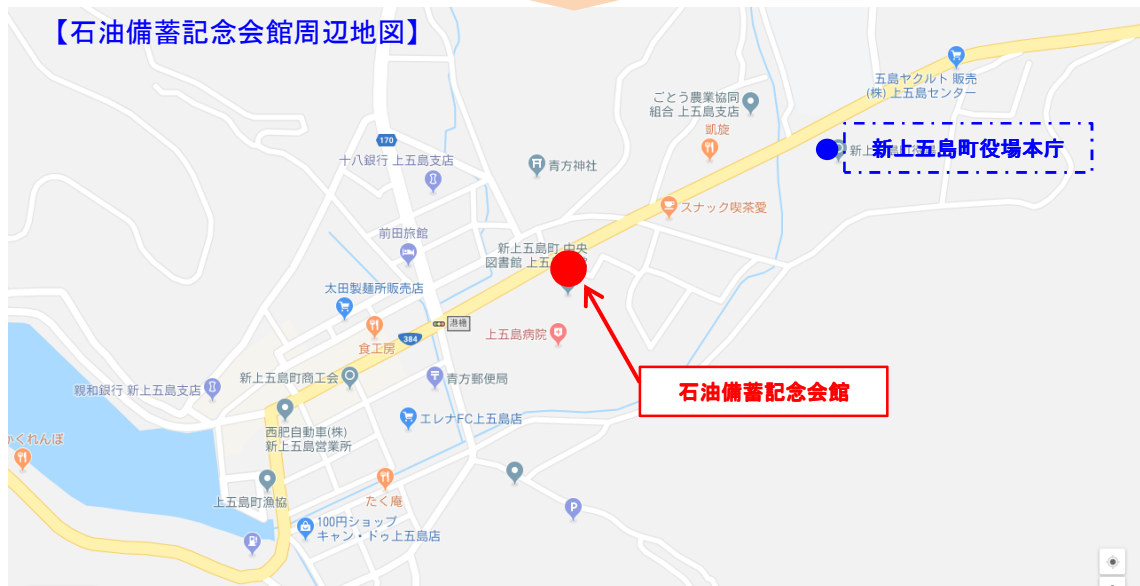 【石油備蓄記念会館周辺地図】
五島ヤクルト 販売
(株) 上五島センター
ごとう農業協同
組合 上五島支店
凱旋
170
十八銀行 上五島支店
青方神社
新上五島町役場本庁
スナック喫茶愛
前田旅館
新上五島町 中央
図書館 上五
太田製麺所販売店
港橋
384
食工房
上五島病院
石油備蓄記念会館
新上五島町商工会
青方郵便局
親和銀行 新上五島支店
エレナFC上五島店
西肥自動車(株)
新上五島営業所
くれんぼ
上五島町漁協
たく庵
P
100円ショップ
キャン・ドゥ上五島店